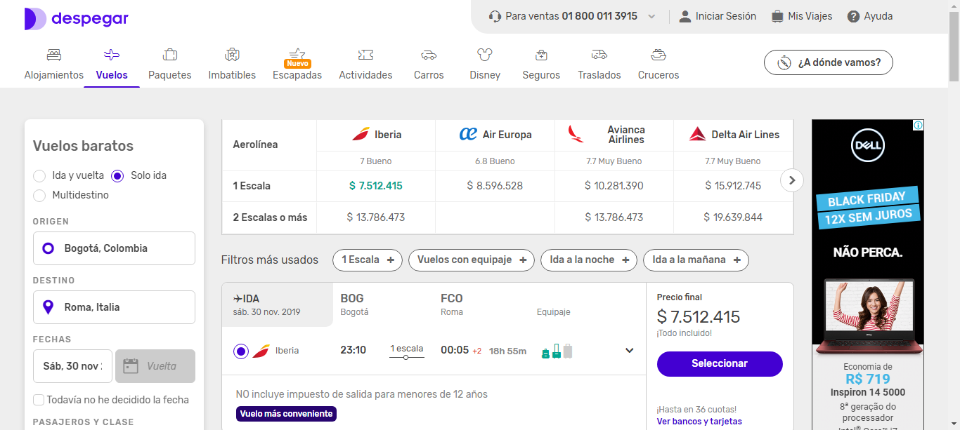 despegar
Para ventas 01 800 011 3915
Iniciar Sesión
Mis Viajes
Ayuda
Alojamientos
Vuelos
Paquetes
Imbatibles
Nuevo
Escapadas
Actividades
Carros
Disney
Seguros
Traslados
Cruceros
¿A dónde vamos?
Vuelos baratos
Ida y vuelta
Solo ida
Multidestino
ORIGEN
Bogotá, Colombia
DESTINO
Roma, Italia
FECHAS
Sáb, 30 nov
Vuelta
Todavía no he decidido la fecha
PASAJEROS Y CLASE
Aerolínea
Iberia
Air Europa
Avianca Airlines
Delta Air Lines
7 Bueno
6.8 Bueno
7.7 Muy Bueno
7.7 Muy Bueno
1 Escala
$ 7.512.415
$ 8.596.528
$ 10.281.390
$ 15.912.745
2 Escalas o más
$ 13.786.473
$ 13.786.473
$ 19.639.844
Filtros más usados
1 Escala +
Vuelos con equipaje +
Ida a la noche +
Ida a la mañana +
IDA
sáb. 30 nov. 2019
BOG
Bogotá
FCO
Roma
Equipaje
Iberia
23:10
1 escala
00:05 +2
18h 55m
NO incluye impuesto de salida para menores de 12 años
Vuelo más conveniente
Precio final
$ 7.512.415
¡Todo incluido!
Seleccionar
¡Hasta en 36 cuotas!
Ver bancos y tarjetas
DELL
BLACK FRIDAY
12X SEM JUROS
NÃO PERCA.
Economia de
R$ 719
Inspiron 14 5000
8ª geração do
processador